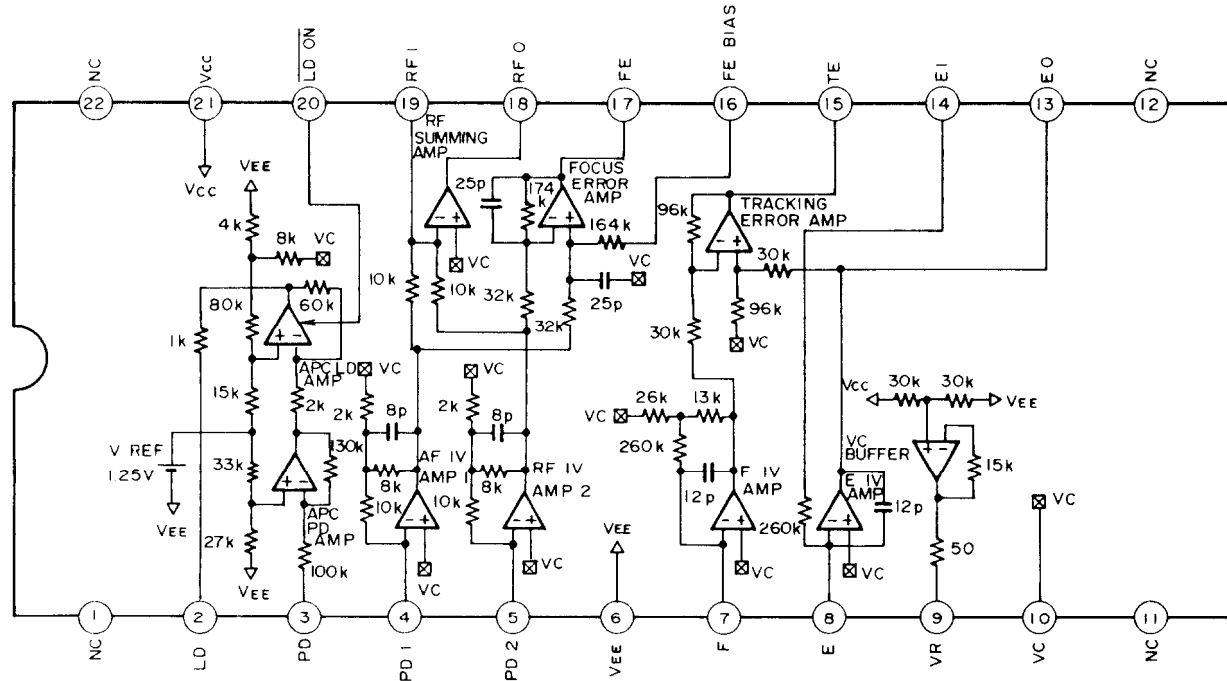 NC
Vcc
LD ON
RF I
RF O
FE
FE BIAS
TE
EI
EO
NC
22
21
20
19
18
17
16
15
14
13
12
RF
SUMMING
AMP
FOCUS
ERROR
AMP
TRACKING
ERROR AMP
VEE
Vcc
4k
8k
VC
25p
174
k
164k
VC
25p
VC
96k
30k
96k
VC
10k
10k
32k
32k
30k
80k
60k
1k
APC LD
AMP
15k
2k
V REF
1.25V
VEE
33k
130k
APC
PD
AMP
27k
VEE
100k
VC
2k
8p
AF IV
AMP
1
8k
10k
VC
VC
2k
8p
RF IV
AMP 2
8k
10k
VC
VEE
VC
26k
13k
260k
12p
F IV
AMP
VC
260k
E IV
AMP
12p
VC
Vcc
30k
30k
VEE
VC
BUFFER
15k
50
VC
1
2
3
4
5
6
7
8
9
10
11
NC
LD
PD
PD 1
PD 2
VEE
F
E
VR
VC
NC